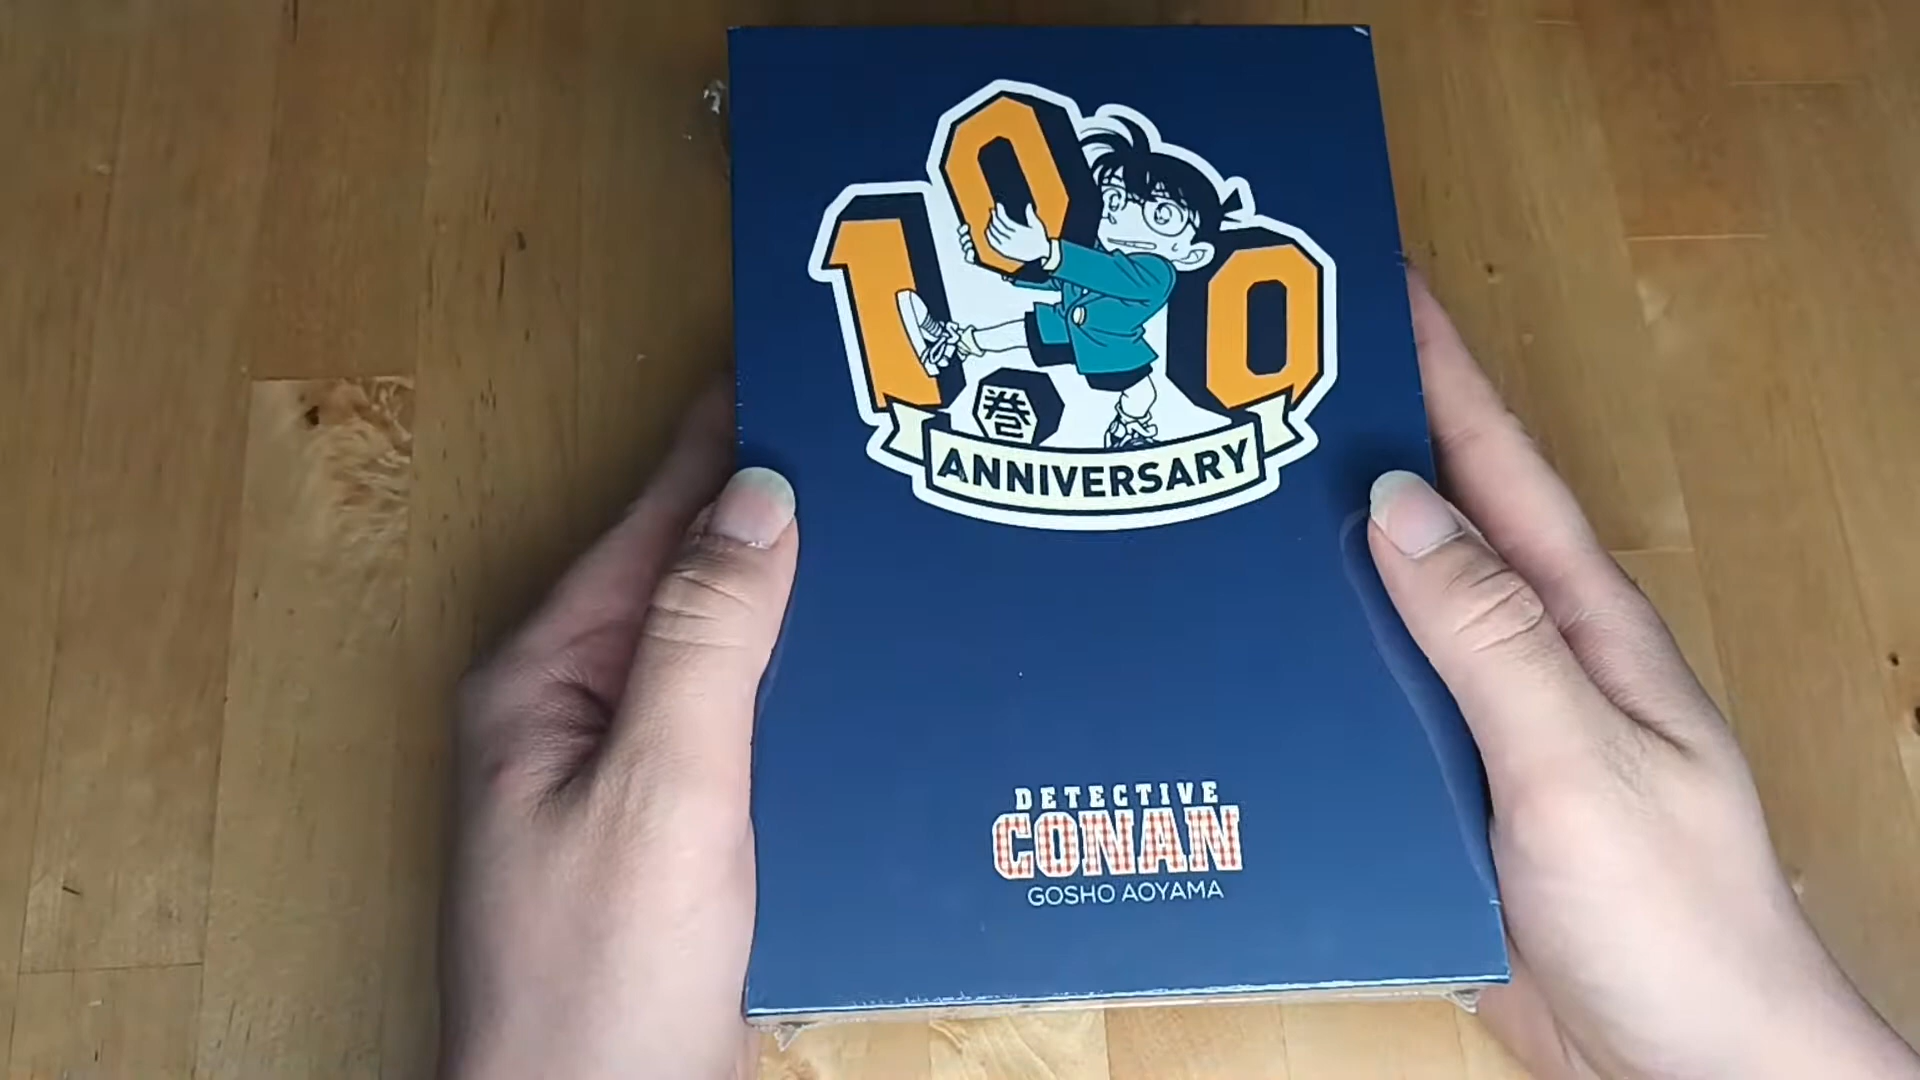 100
巻
ANNIVERSARY
DETECTIVE
CONAN
GOSHO AOYAMA